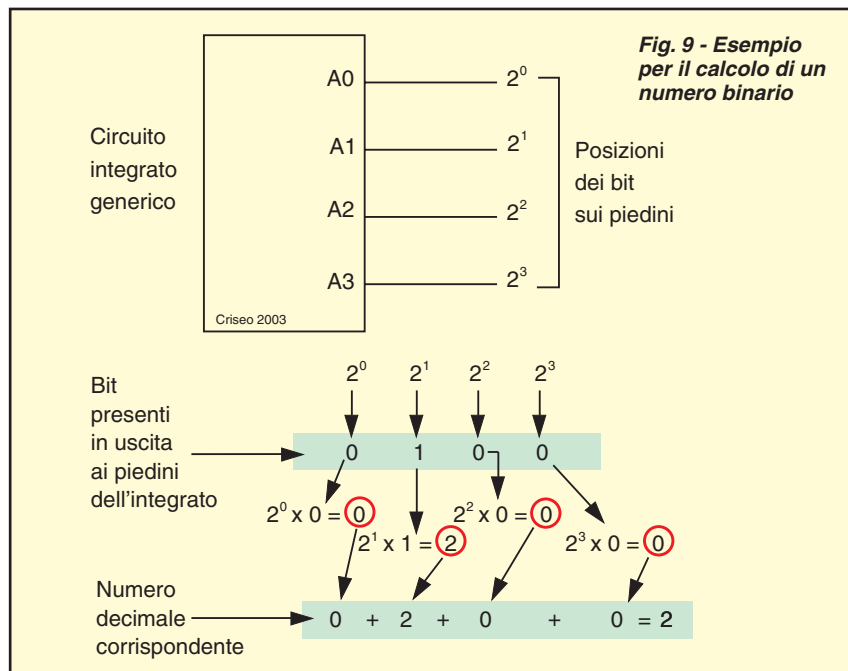 Fig. 9 - Esempio
per il calcolo di un
numero binario
Circuito
integrato
generico
A0
A1
A2
A3
2⁰
2¹
2²
2³
Posizioni
dei bit
sui piedini
Criseo 2003
2⁰ 2¹ 2² 2³
Bit
presenti
in uscita
ai piedini
dell'integrato
0 1 0 0
2⁰ x 0 = 0
2¹ x 1 = 2
2² x 0 = 0
2³ x 0 = 0
Numero
decimale
corrispondente
0 + 2 + 0 + 0 = 2